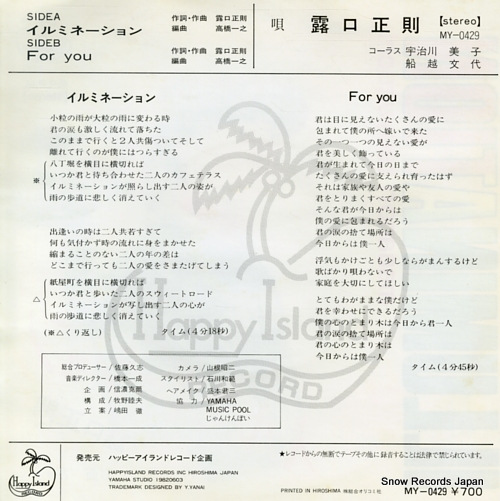 SIDEA
イルミネーション
作詞・作曲 露口正則
編曲 高橋一之
SIDEB
For you
作詞・作曲 露口正則
編曲 高橋一之
唄 露口正則
【stereo】
MY-0429
コーラス 宇治川美子
船越文代
イルミネーション
小粒の雨が大粒の雨に変わる時
君の涙も激しく流れて落ちた
このままで行くと2人共傷ついてそして
離れて行くのが僕にはつらすぎる
※
八丁堀を横目に横切れば
いつか君と待ち合わせた二人のカフェテラス
イルミネーションが照らし出す二人の姿が
雨の歩道に悲しく消えていく
出逢いの時は二人共若すぎて
何も気付かず時の流れに身をまかせた
縮まることのない二人の年の差は
どこまで行っても二人の愛をさまたげてしまう
△
紙屋町を横目に横切れば
いつか君と歩いた二人のスウィートロード
イルミネーションが写し出す二人の心が
雨の歩道に悲しく消えていく
(※△くり返し) タイム(4分18秒)
For you
君は目に見えないたくさんの愛に
包まれて僕の所へ嫁いで来た
その一つ一つの見えない愛が
君を美しく飾っている
君が生まれて今日の日まで
たくさんの愛に支えられ育ったはず
それは家族や友人の愛や
君をとりまくすべての愛
そんな君が今日からは
僕の愛に包まれるだろう
君の涙の捨て場所は
今日からは僕一人
浮気もかげごとも少しならがまんするけど
歌ばかり唄わないで
家庭を大切にしてほしい
とてもわがままな僕だけど
君を幸わせにできるだろう
僕の心のとまり木は今日から君一人
君の涙の捨て場所は
君の心のとまり木は
今日からは僕一人
タイム(4分45秒)
総合プロデューサー/佐藤久志
音楽ディレクター/橋本一成
企画/信濃克馬
構成/牧野睦夫
立案/嶋田徹
カメラ/山根昭二
スタイリスト/石川和範
ヘアメイク/盛本君三
協力/YAMAHA
MUSIC POOL
じゃんけんぽい
Happy Island
RECORD
Happy Island
発売元 ハッピーアイランドレコード企画
HAPPYISLAND RECORDS INC HIROSHIMA JAPAN
YAMAHA STUDIO 19820603
TRADEMARK DESIGNED BY Y.YANAI
★レコードからの無断でテープその他に録音することは法律で禁じられています。
PRINTED IN HIROSHIMA
Snow Records Japan
MY-0429 ¥700